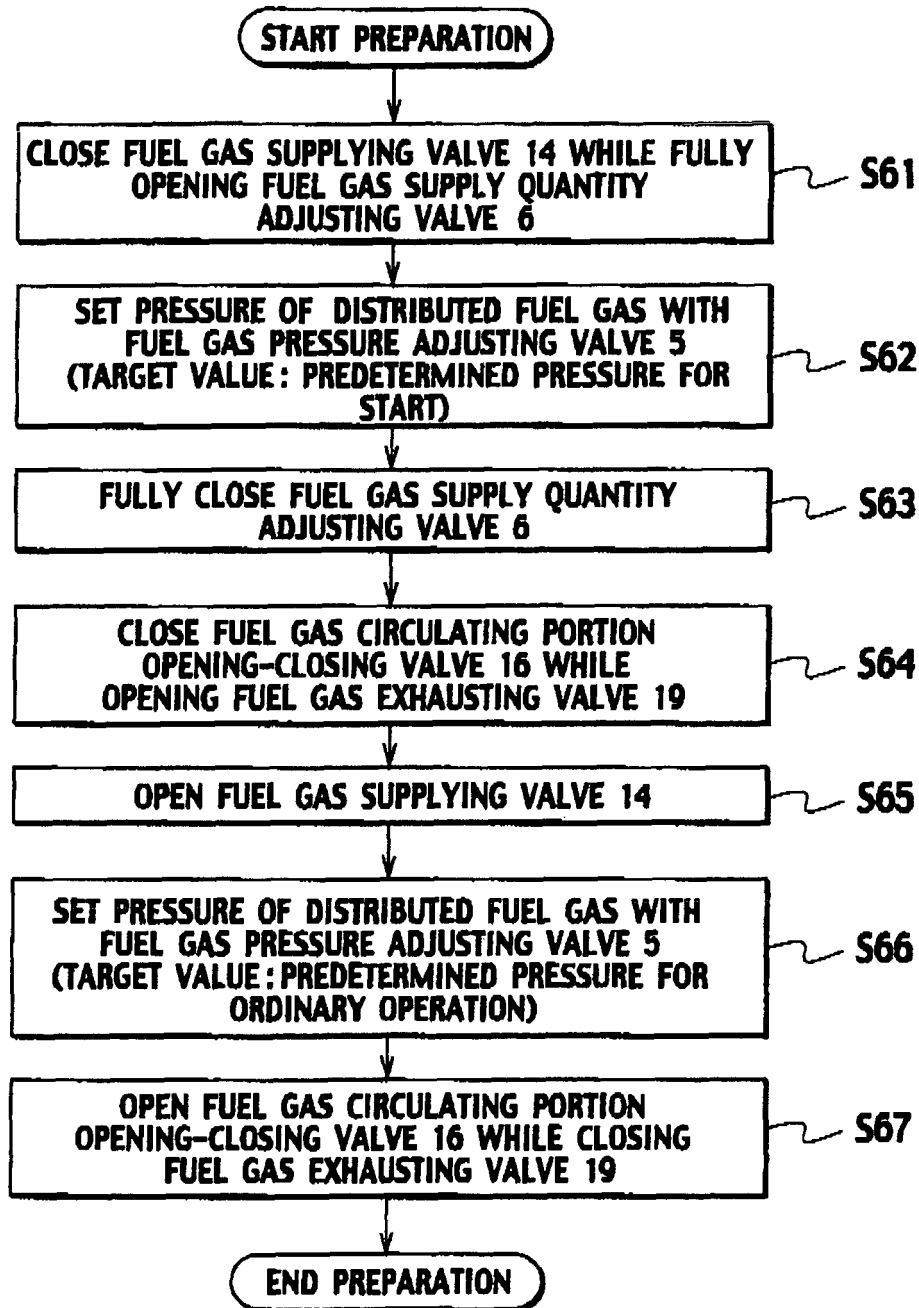 START PREPARATION
CLOSE FUEL GAS SUPPLYING VALVE 14 WHILE FULLY
OPENING FUEL GAS SUPPLY QUANTITY
ADJUSTING VALVE 6
S61
SET PRESSURE OF DISTRIBUTED FUEL GAS WITH
FUEL GAS PRESSURE ADJUSTING VALVE 5
(TARGET VALUE: PREDETERMINED PRESSURE FOR
START)
S62
FULLY CLOSE FUEL GAS SUPPLY QUANTITY
ADJUSTING VALVE 6
S63
CLOSE FUEL GAS CIRCULATING PORTION
OPENING-CLOSING VALVE 16 WHILE
OPENING FUEL GAS EXHAUSTING VALVE 19
S64
OPEN FUEL GAS SUPPLYING VALVE 14
S65
SET PRESSURE OF DISTRIBUTED FUEL GAS WITH
FUEL GAS PRESSURE ADJUSTING VALVE 5
(TARGET VALUE:PREDETERMINED PRESSURE FOR
ORDINARY OPERATION)
S66
OPEN FUEL GAS CIRCULATING PORTION
OPENING-CLOSING VALVE 16 WHILE CLOSING
FUEL GAS EXHAUSTING VALVE 19
S67
END PREPARATION